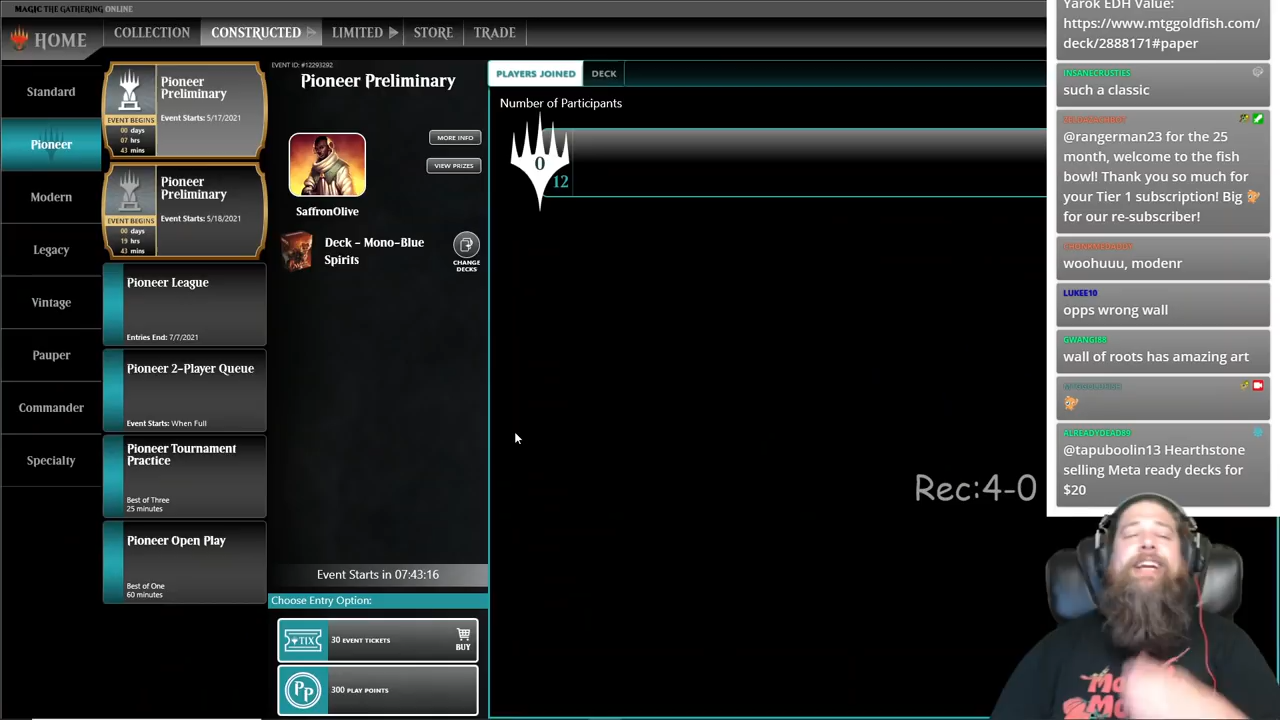 MAGIC THE GATHERING ONLINE
HOME
COLLECTION
CONSTRUCTED
LIMITED
STORE
TRADE
Standard
Pioneer
Modern
Legacy
Vintage
Pauper
Commander
Specialty
Pioneer
Preliminary
EVENT BEGINS
Event Starts: 5/17/2021
00 days
07 hrs
43 mins
Pioneer
Preliminary
EVENT BEGINS
Event Starts: 5/18/2021
00 days
19 hrs
43 mins
Pioneer League
Entries End: 7/7/2021
Pioneer 2-Player Queue
Event Starts: When Full
Pioneer Tournament
Practice
Best of Three
25 minutes
Pioneer Open Play
Best of One
60 minutes
EVENT ID: #12293292
Pioneer Preliminary
MORE INFO
VIEW PRIZES
SaffronOlive
Deck - Mono-Blue
Spirits
CHANGE
DECKS
Event Starts in 07:43:16
Choose Entry Option:
TIX
30 EVENT TICKETS
BUY
PP
300 PLAY POINTS
PLAYERS JOINED
DECK
Number of Participants
0
12
Rec:4-0
Yarok EDH Value:
https://www.mtggoldfish.com/
deck/2888171#paper
INSANECRUSTIES
such a classic
@rangerman23 for the 25
month, welcome to the fish
bowl! Thank you so much for
your Tier 1 subscription! Big
for our re-subscriber!
CHONKMEDADDY
woohuuu, modenr
LUKEE10
opps wrong wall
GWANGI88
wall of roots has amazing art
ALREADYDEAD89
@tapuboolin13 Hearthstone
selling Meta ready decks for
$20